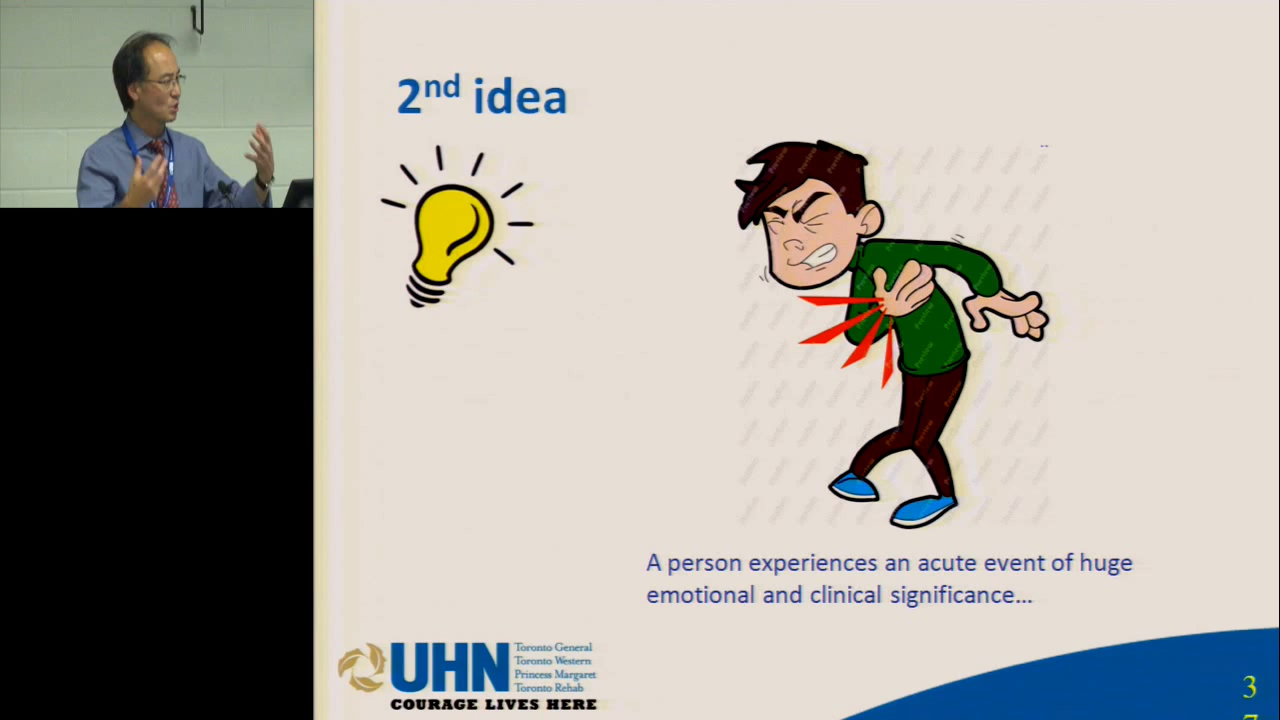 2nd idea
A person experiences an acute event of huge
emotional and clinical significance...
UHN
Toronto General
Toronto Western
Princess Margaret
Toronto Rehab
COURAGE LIVES HERE
3